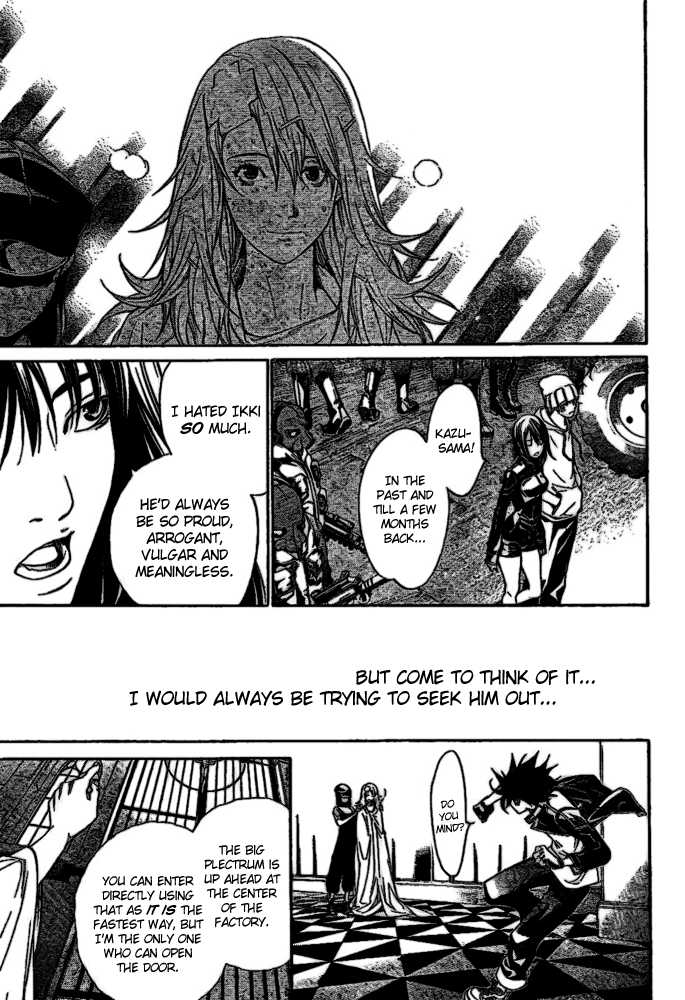 KAZU-
SAMA!
IN THE
PAST AND
TILL A FEW
MONTHS
BACK...
I HATED IKKI
SO MUCH.
HE'D ALWAYS
BE SO PROUD,
ARROGANT,
VULGAR AND
MEANINGLESS.
BUT COME TO THINK OF IT...
I WOULD ALWAYS BE TRYING TO SEEK HIM OUT...
DO
YOU
MIND?
THE BIG
PLECTRUM IS
UP AHEAD AT
THE CENTER
OF THE
FACTORY.
YOU CAN ENTER
DIRECTLY USING
THAT AS IT IS THE
FASTEST WAY, BUT
I'M THE ONLY ONE
WHO CAN OPEN
THE DOOR.